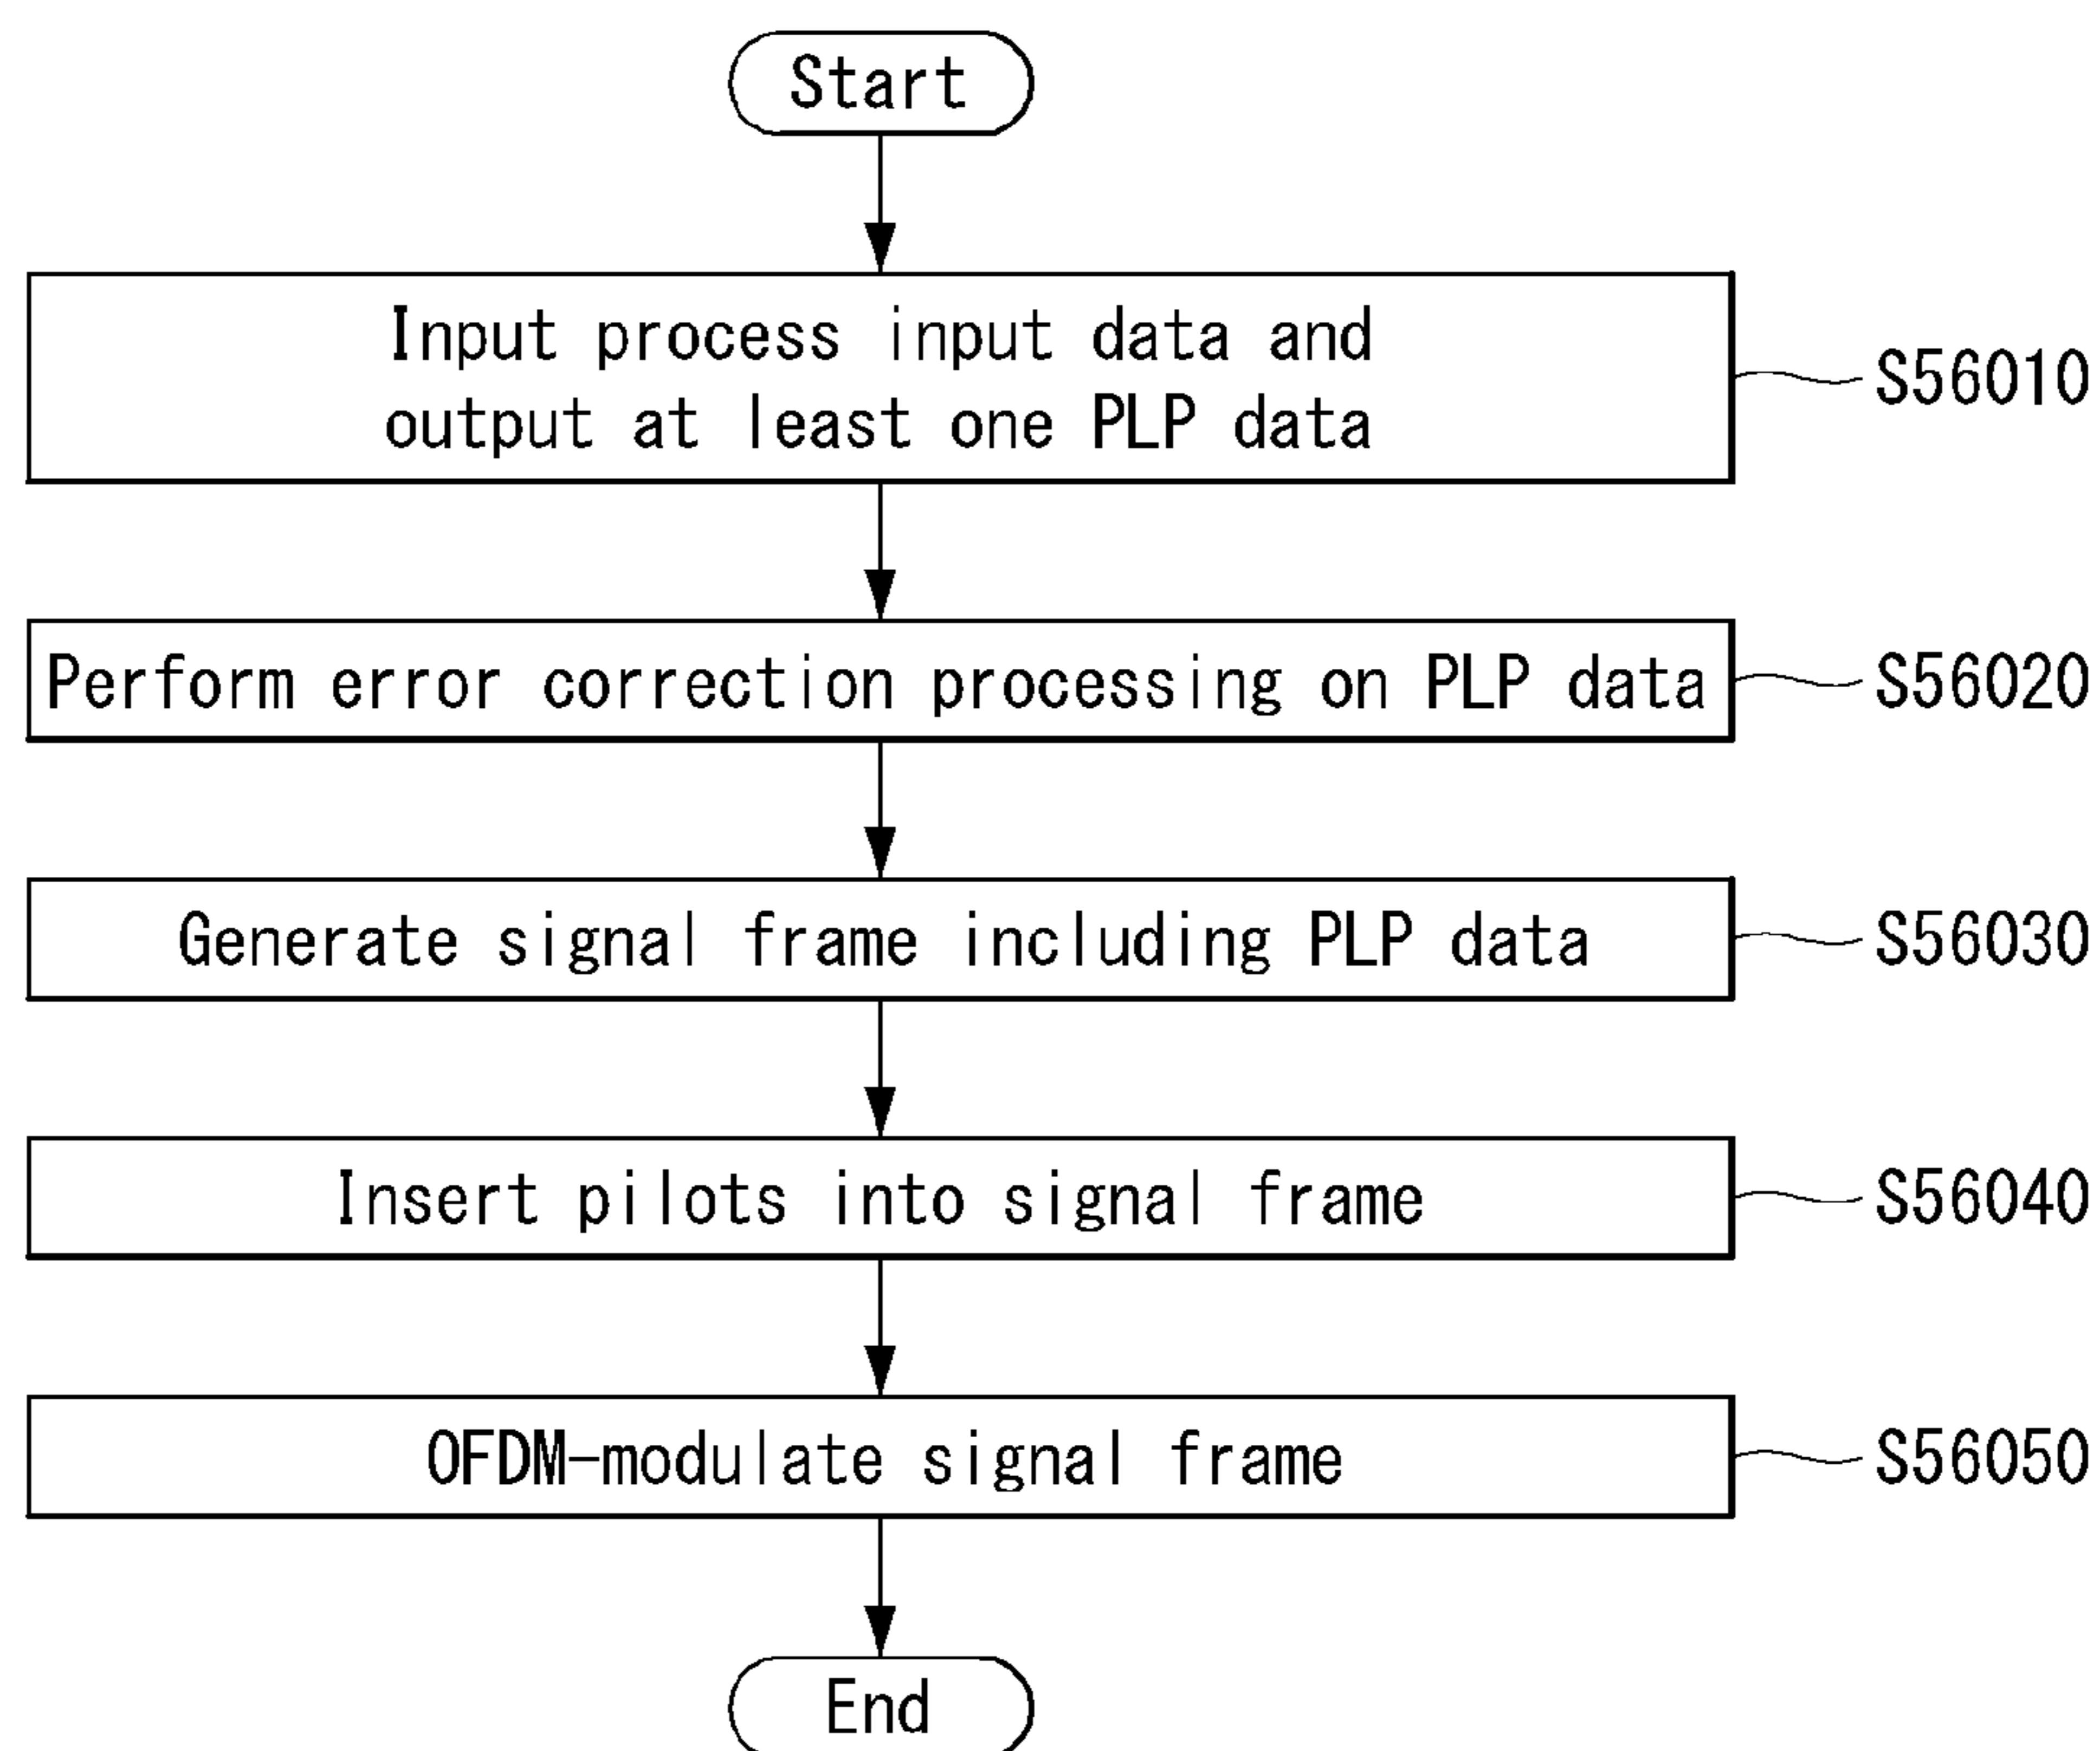 Start
Input process input data and
output at least one PLP data
S56010
Perform error correction processing on PLP data
S56020
Generate signal frame including PLP data
S56030
Insert pilots into signal frame
S56040
OFDM-modulate signal frame
S56050
End